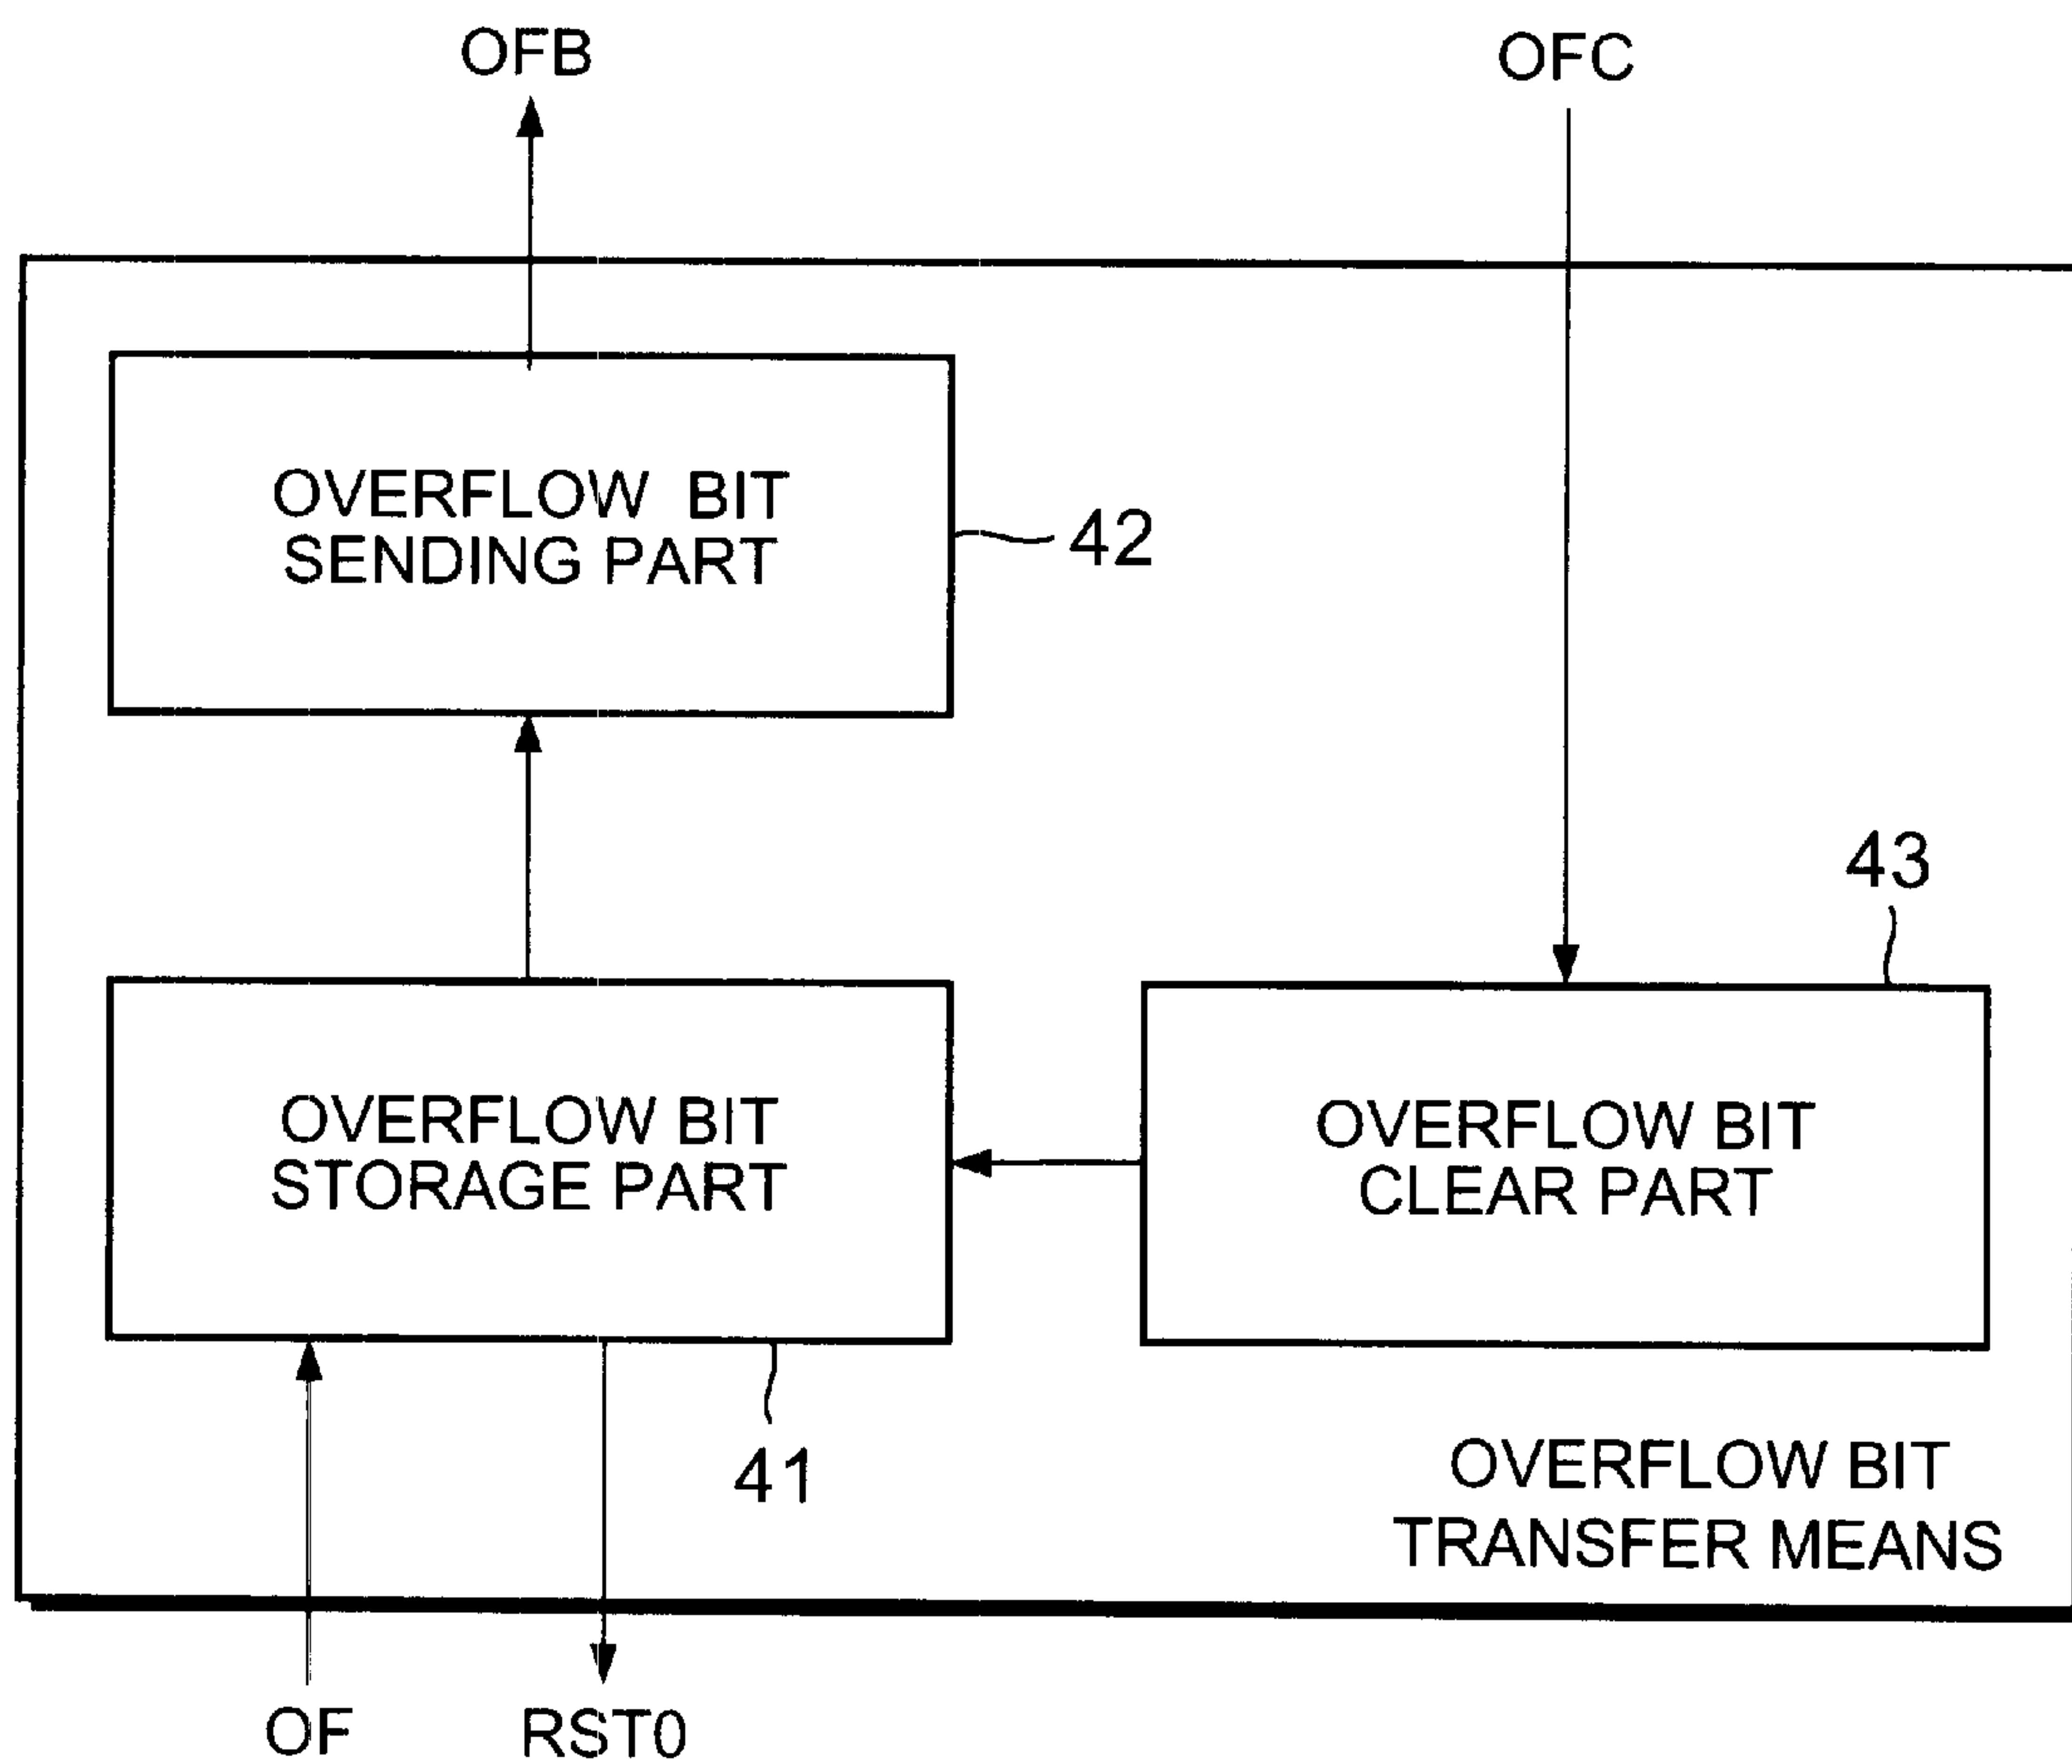 OFB
OFC
OVERFLOW BIT
SENDING PART
42
43
OVERFLOW BIT
STORAGE PART
OVERFLOW BIT
CLEAR PART
41
OVERFLOW BIT
TRANSFER MEANS
OF
RST0